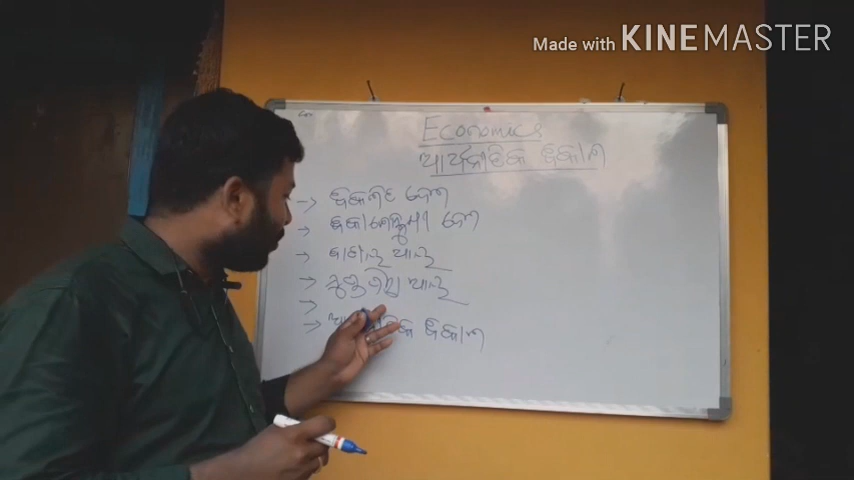 Made with KINEMASTER
Economics
ଆର୍ଥନୀତିକ ବିକାଶ
→ ବିକଶିତ ଦେଶ
→ ବିକାଶୋନ୍ମୁଖୀ ଦେଶ
→ ଜାତୀୟ ଆୟ
→ ମୁଣ୍ଡପିଛା ଆୟ
→
→ ବିକାଶ